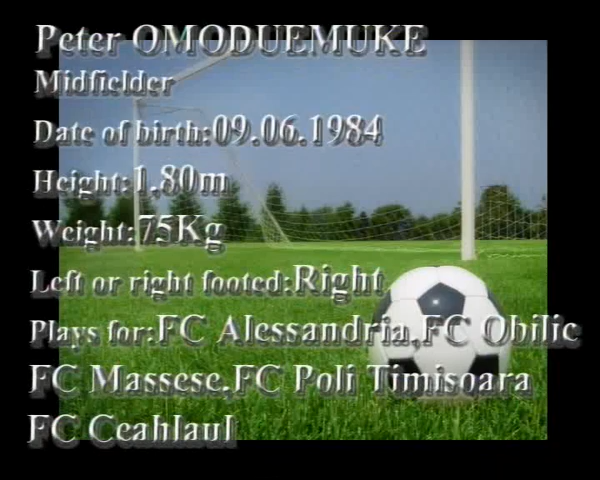 Peter OMODUEMUKE
Midfielder
Date of birth:09.06.1984
Height:1,80m
Weight:75Kg
Left or right footed:Right
Plays for:FC Alessandria,FC Obilic
FC Massese,FC Poli Timisoara
FC Ceahlaul